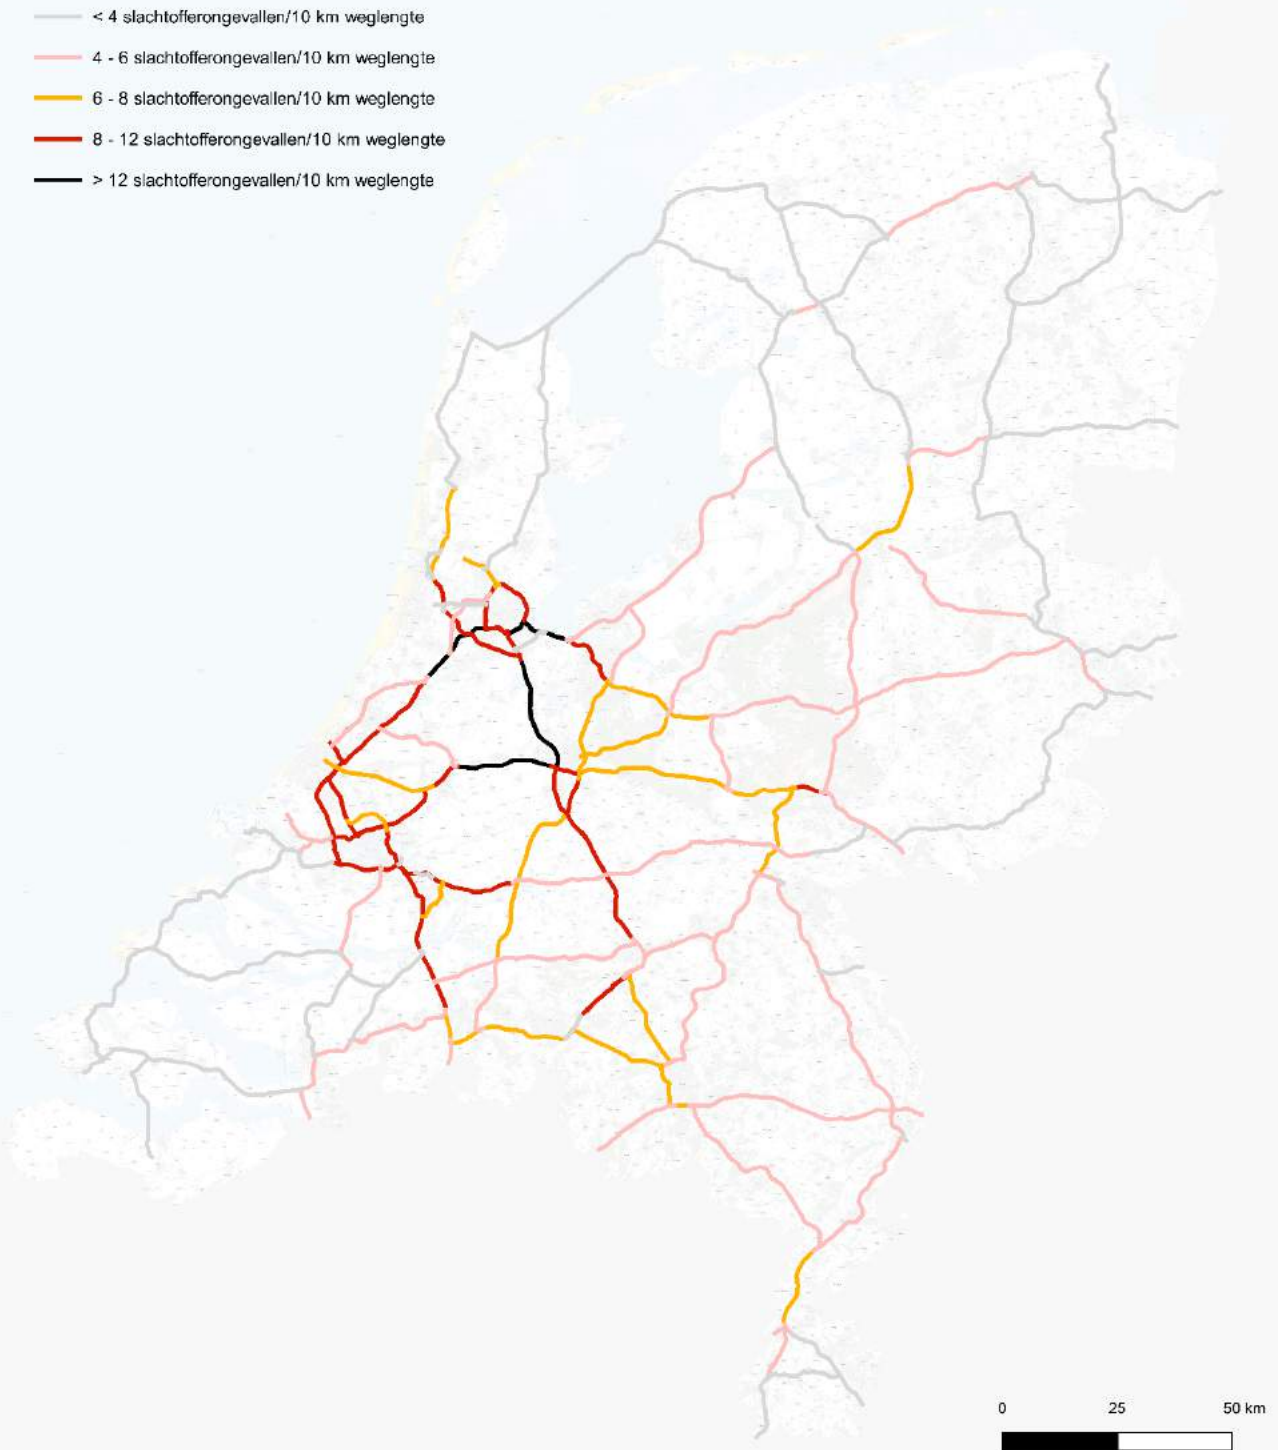 < 4 slachtofferongevallen/10 km weglengte
4 - 6 slachtofferongevallen/10 km weglengte
6 - 8 slachtofferongevallen/10 km weglengte
8 - 12 slachtofferongevallen/10 km weglengte
> 12 slachtofferongevallen/10 km weglengte
0 25 50 km